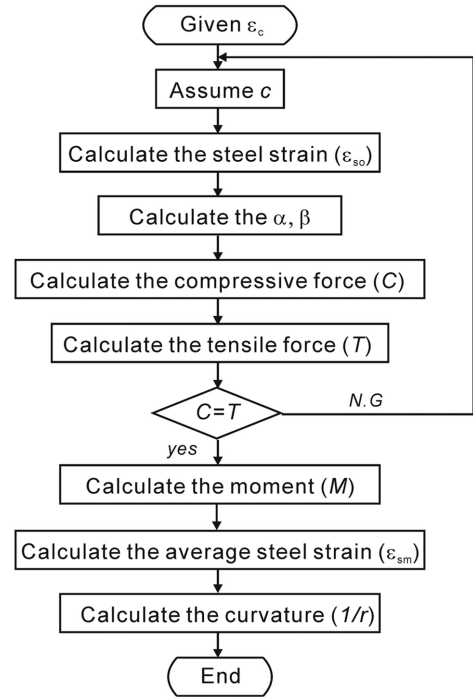 Given εc
Assume c
Calculate the steel strain (εso)
Calculate the α, β
Calculate the compressive force (C)
Calculate the tensile force (T)
C=T
N.G
yes
Calculate the moment (M)
Calculate the average steel strain (εsm)
Calculate the curvature (1/r)
End